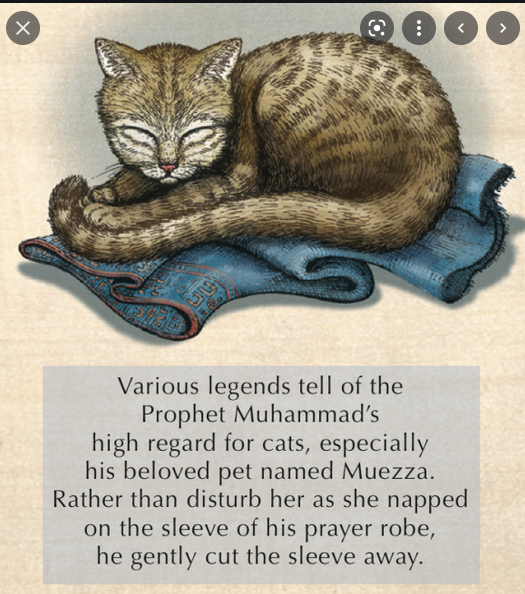 Various legends tell of the
Prophet Muhammad’s
high regard for cats, especially
his beloved pet named Muezza.
Rather than disturb her as she napped
on the sleeve of his prayer robe,
he gently cut the sleeve away.